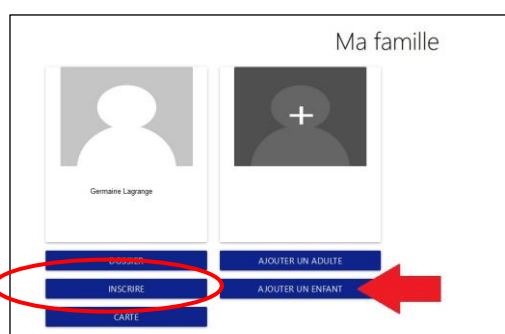 Ma famille
Germaine Lagrange
DOSSIER
AJOUTER UN ADULTE
INSCRIRE
AJOUTER UN ENFANT
CARTE